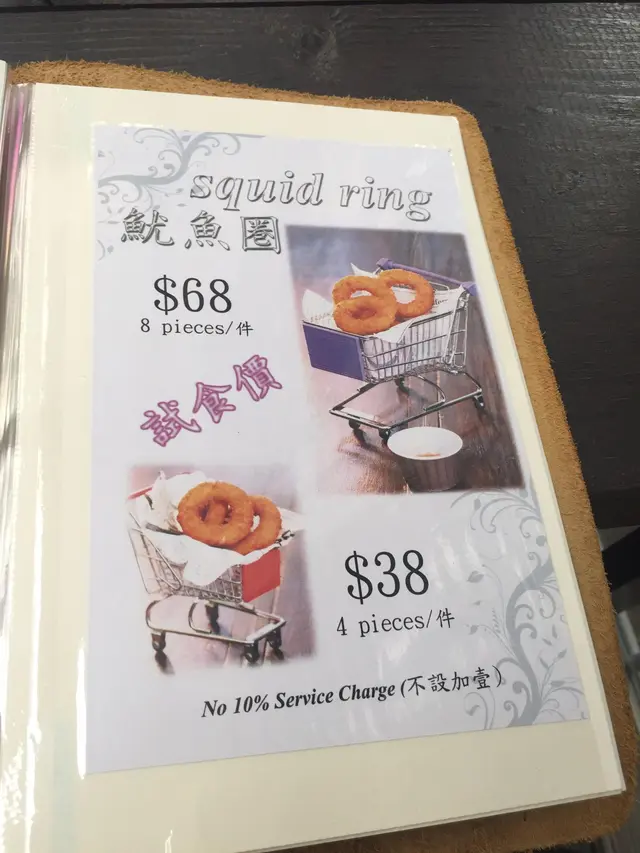 squid ring
魷魚圈
$68
8 pieces/件
試食價
$38
4 pieces/件
No 10% Service Charge (不設加壹)